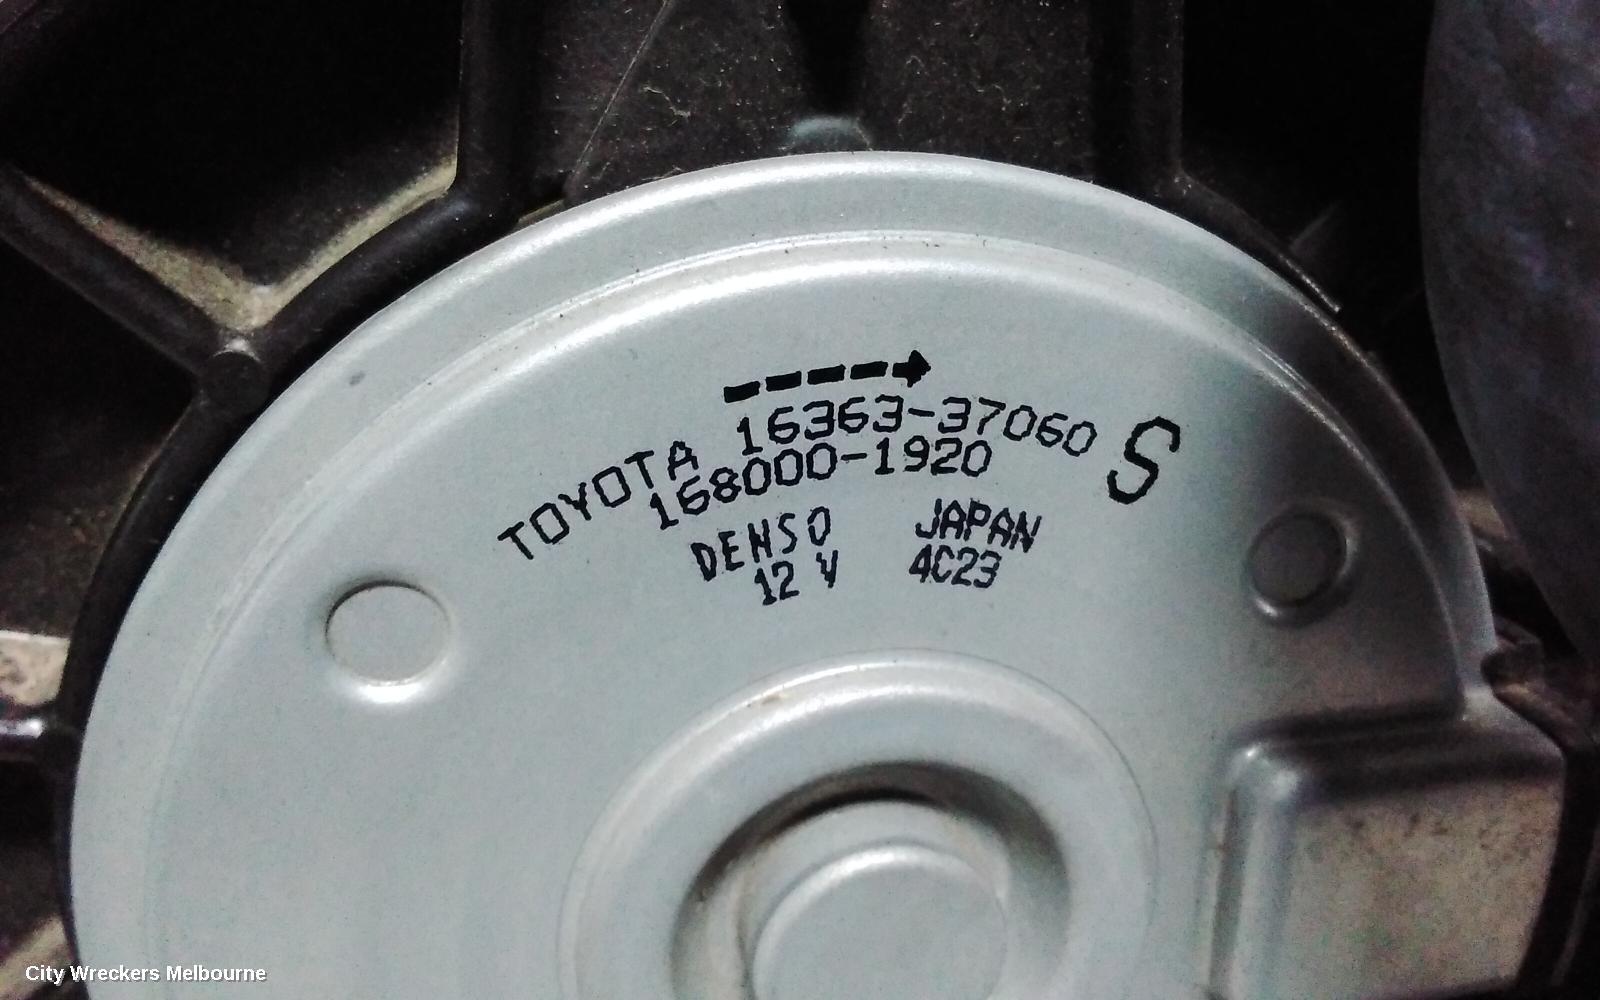 TOYOTA 16363-37060 S
168000-1920
DENSO JAPAN
12 V 4C23
City Wreckers Melbourne